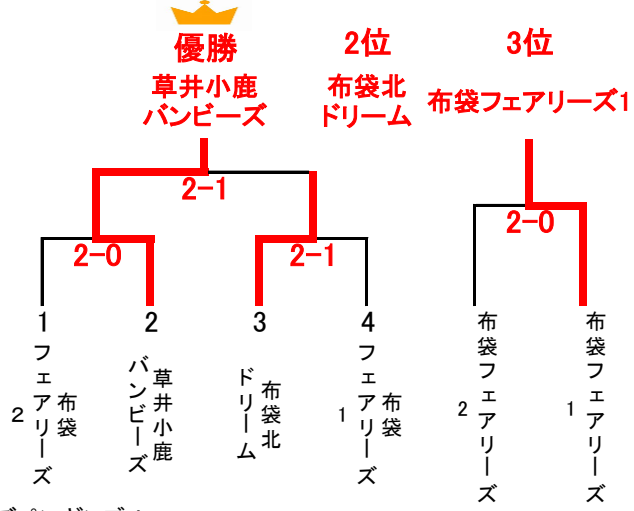 優勝
草井小鹿
バンビーズ
2位
布袋北
ドリーム
3位
布袋フェアリーズ1
2-1
2-0
2-1
2-0
1
布袋
フェアリーズ
2
2
草井小鹿
バンビーズ
3
布袋北
ドリーム
4
布袋
フェアリーズ
1
布袋フェアリーズ
2
布袋フェアリーズ
1